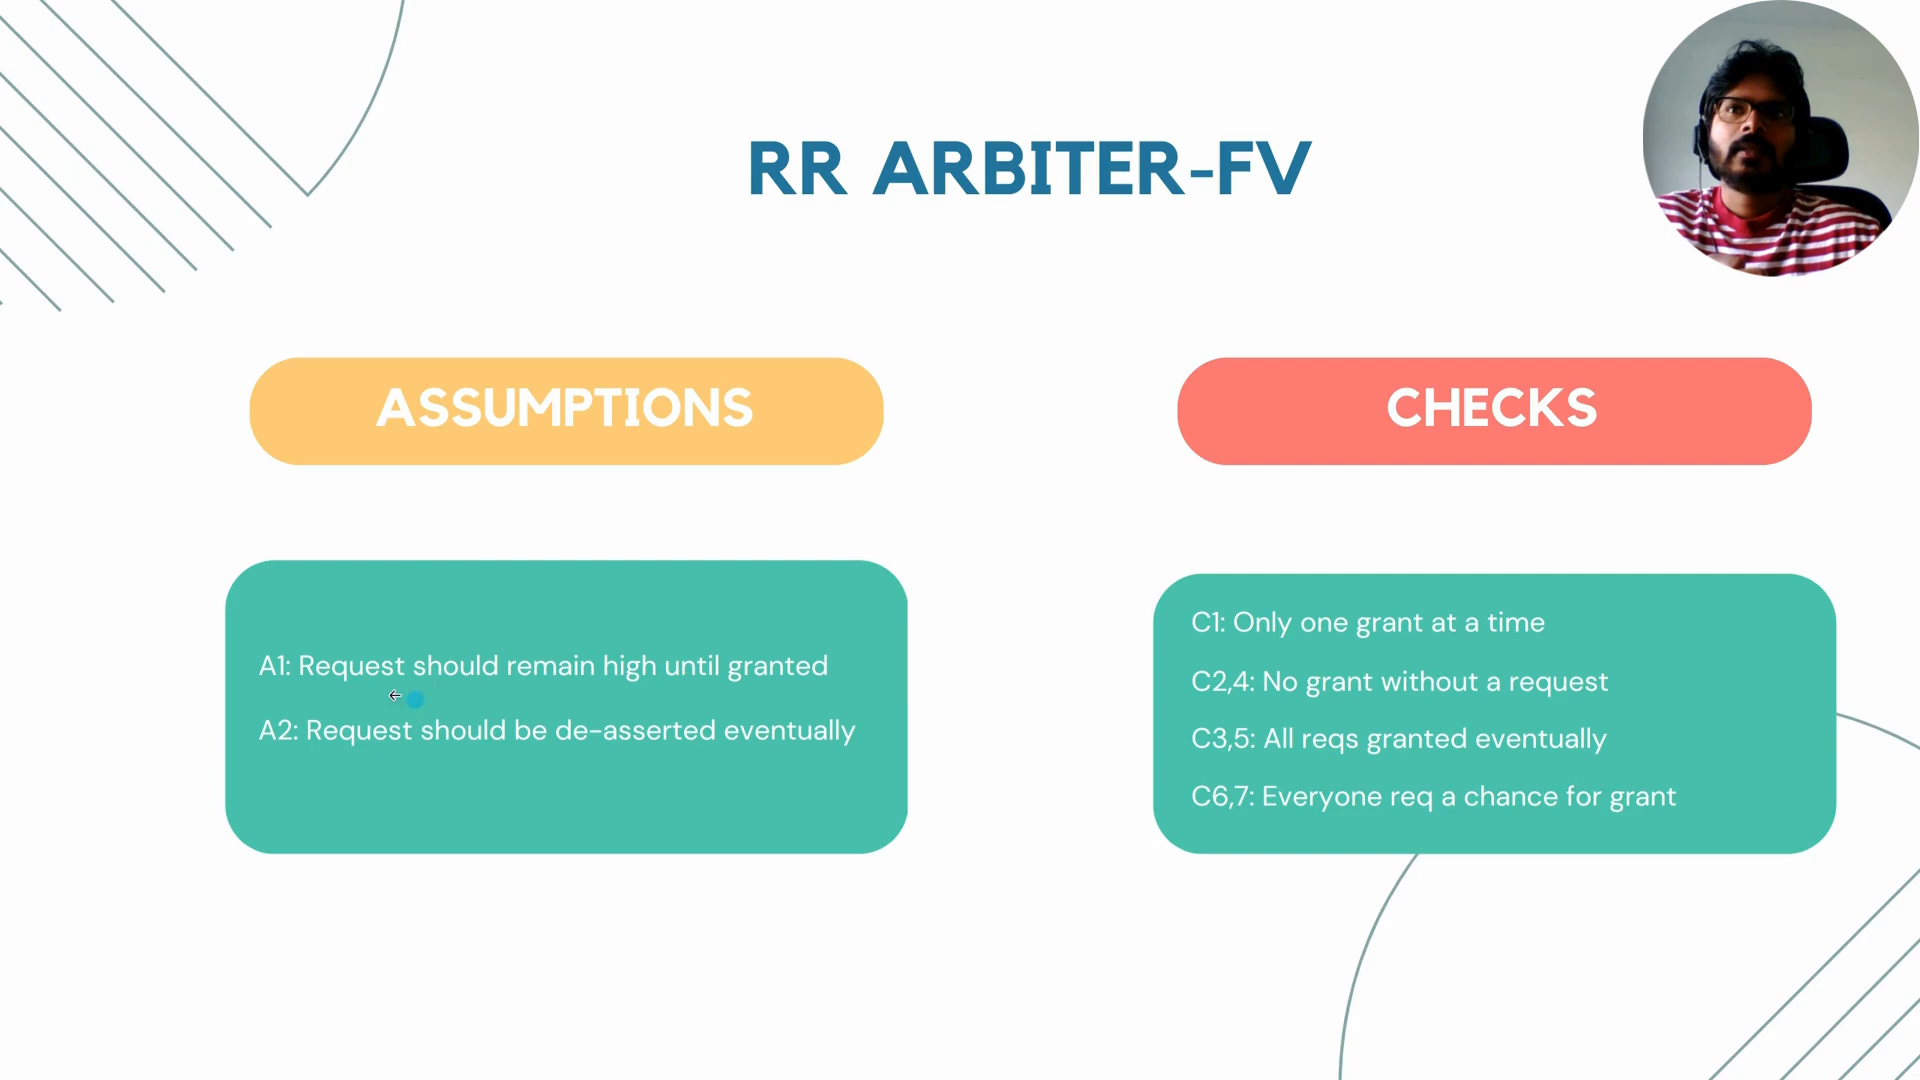 RR ARBITER-FV
ASSUMPTIONS
A1: Request should remain high until granted
A2: Request should be de-asserted eventually
CHECKS
C1: Only one grant at a time
C2,4: No grant without a request
C3,5: All reqs granted eventually
C6,7: Everyone req a chance for grant